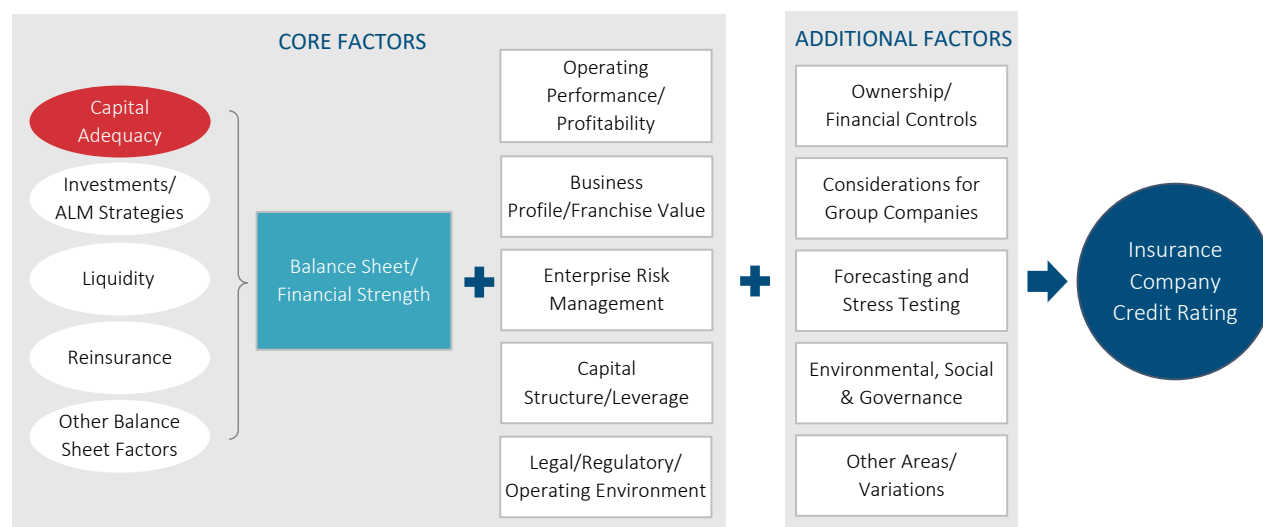 CORE FACTORS
Capital
Adequacy
Investments/
ALM Strategies
Liquidity
Reinsurance
Other Balance
Sheet Factors
Balance Sheet/
Financial Strength
Operating
Performance/
Profitability
Business
Profile/Franchise Value
Enterprise Risk
Management
Capital
Structure/Leverage
Legal/Regulatory/
Operating Environment
ADDITIONAL FACTORS
Ownership/
Financial Controls
Considerations for
Group Companies
Forecasting and
Stress Testing
Environmental, Social
& Governance
Other Areas/
Variations
Insurance
Company
Credit Rating